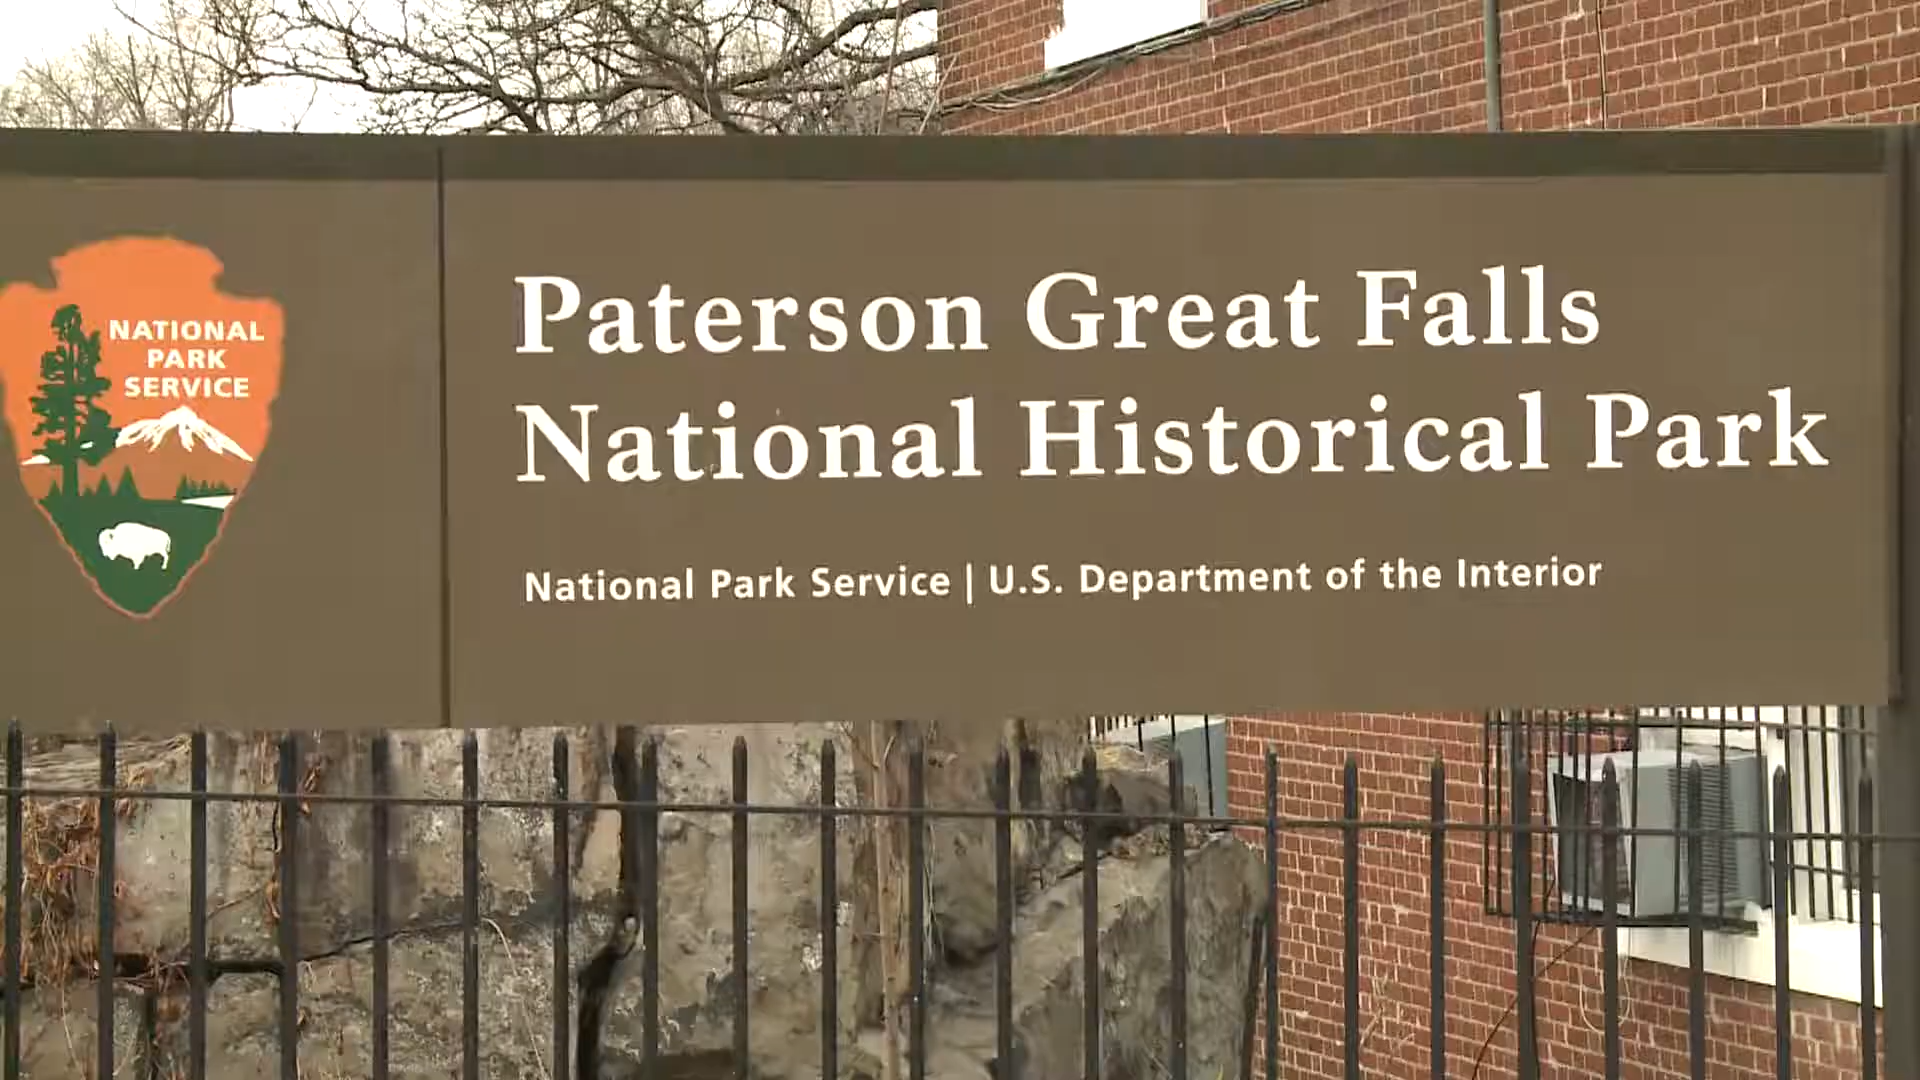 NATIONAL
PARK
SERVICE
Paterson Great Falls
National Historical Park
National Park Service | U.S. Department of the Interior